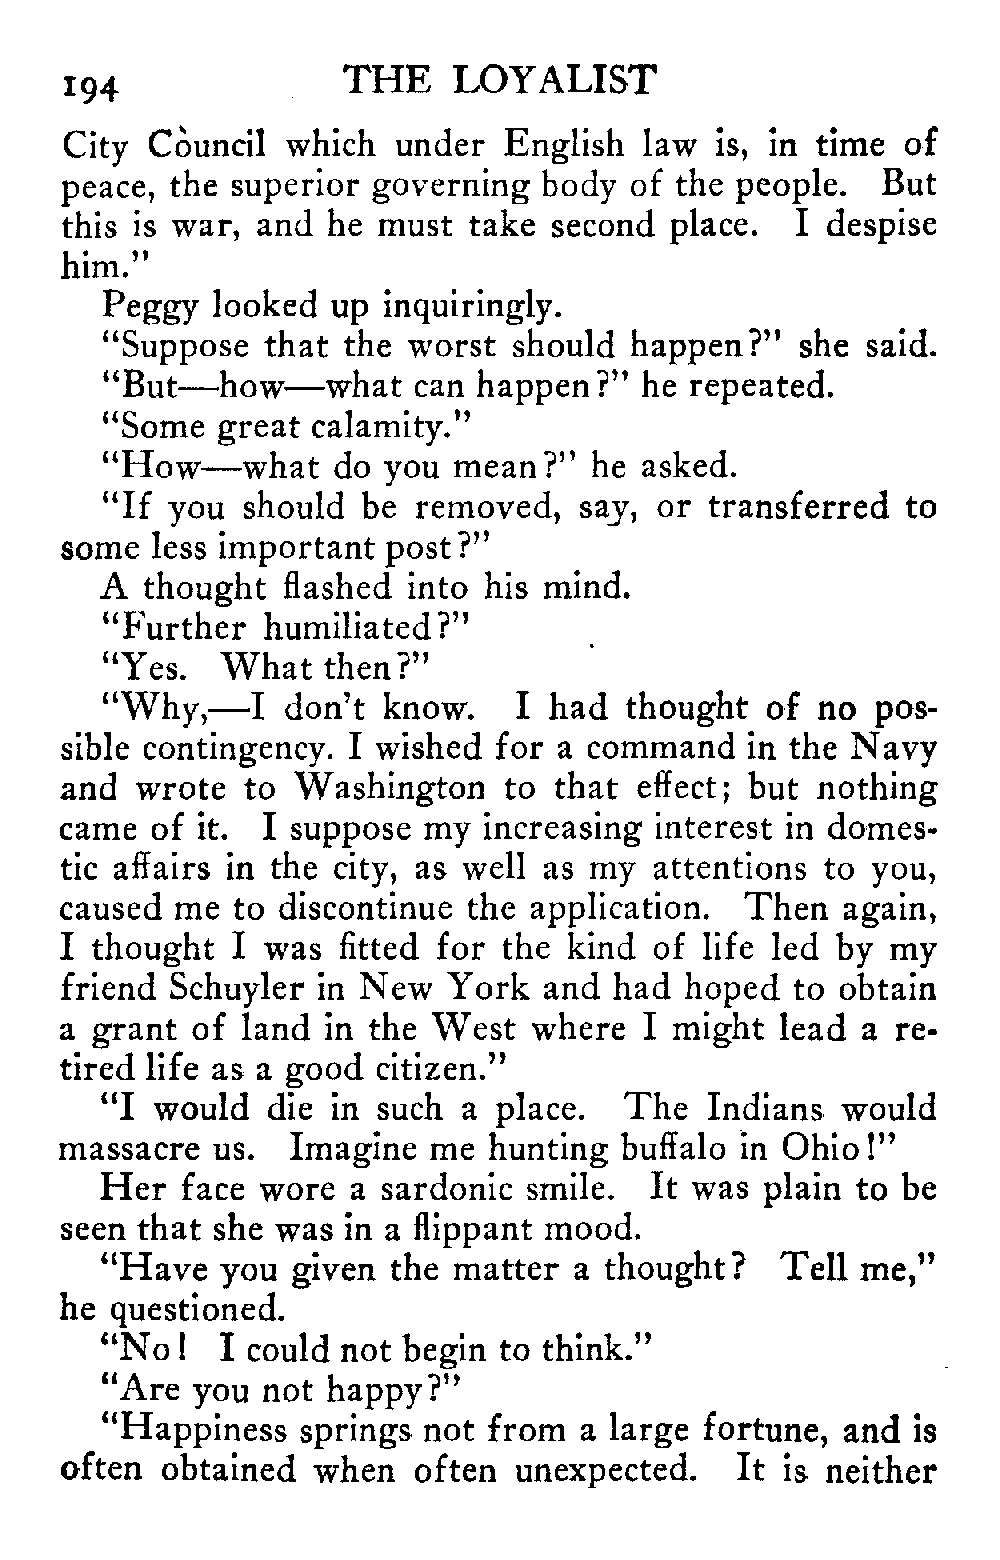 194 THE LOYALIST
City Council which under English law is, in time of
peace, the superior governing body of the people. But
this is war, and he must take second place. I despise
him."
Peggy looked up inquiringly.
"Suppose that the worst should happen?" she said.
"But—how—what can happen?" he repeated.
"Some great calamity."
"How—what do you mean?" he asked.
"If you should be removed, say, or transferred to
some less important post?"
A thought flashed into his mind.
"Further humiliated?"
"Yes. What then?"
"Why,—I don't know. I had thought of no pos-
sible contingency. I wished for a command in the Navy
and wrote to Washington to that effect; but nothing
came of it. I suppose my increasing interest in domes-
tic affairs in the city, as well as my attentions to you,
caused me to discontinue the application. Then again,
I thought I was fitted for the kind of life led by my
friend Schuyler in New York and had hoped to obtain
a grant of land in the West where I might lead a re-
tired life as a good citizen."
"I would die in such a place. The Indians would
massacre us. Imagine me hunting buffalo in Ohio!"
Her face wore a sardonic smile. It was plain to be
seen that she was in a flippant mood.
"Have you given the matter a thought? Tell me,"
he questioned.
"No! I could not begin to think."
"Are you not happy?"
"Happiness springs not from a large fortune, and is
often obtained when often unexpected. It is neither